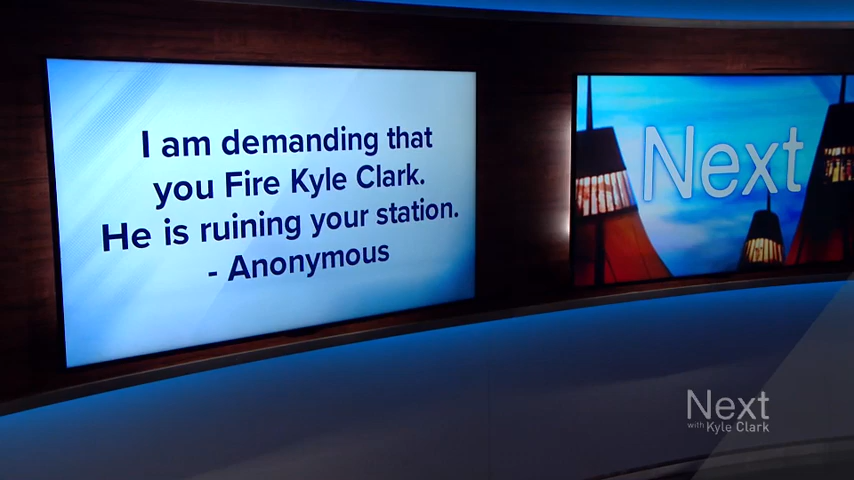 I am demanding that
you Fire Kyle Clark.
He is ruining your station.
- Anonymous
Next
Next
with Kyle Clark